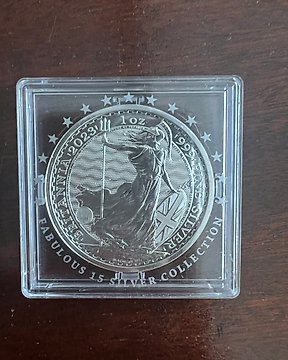 BRITANNIA 2023 1 oz 999 SILVER
FABULOUS 15 SILVER COLLECTION